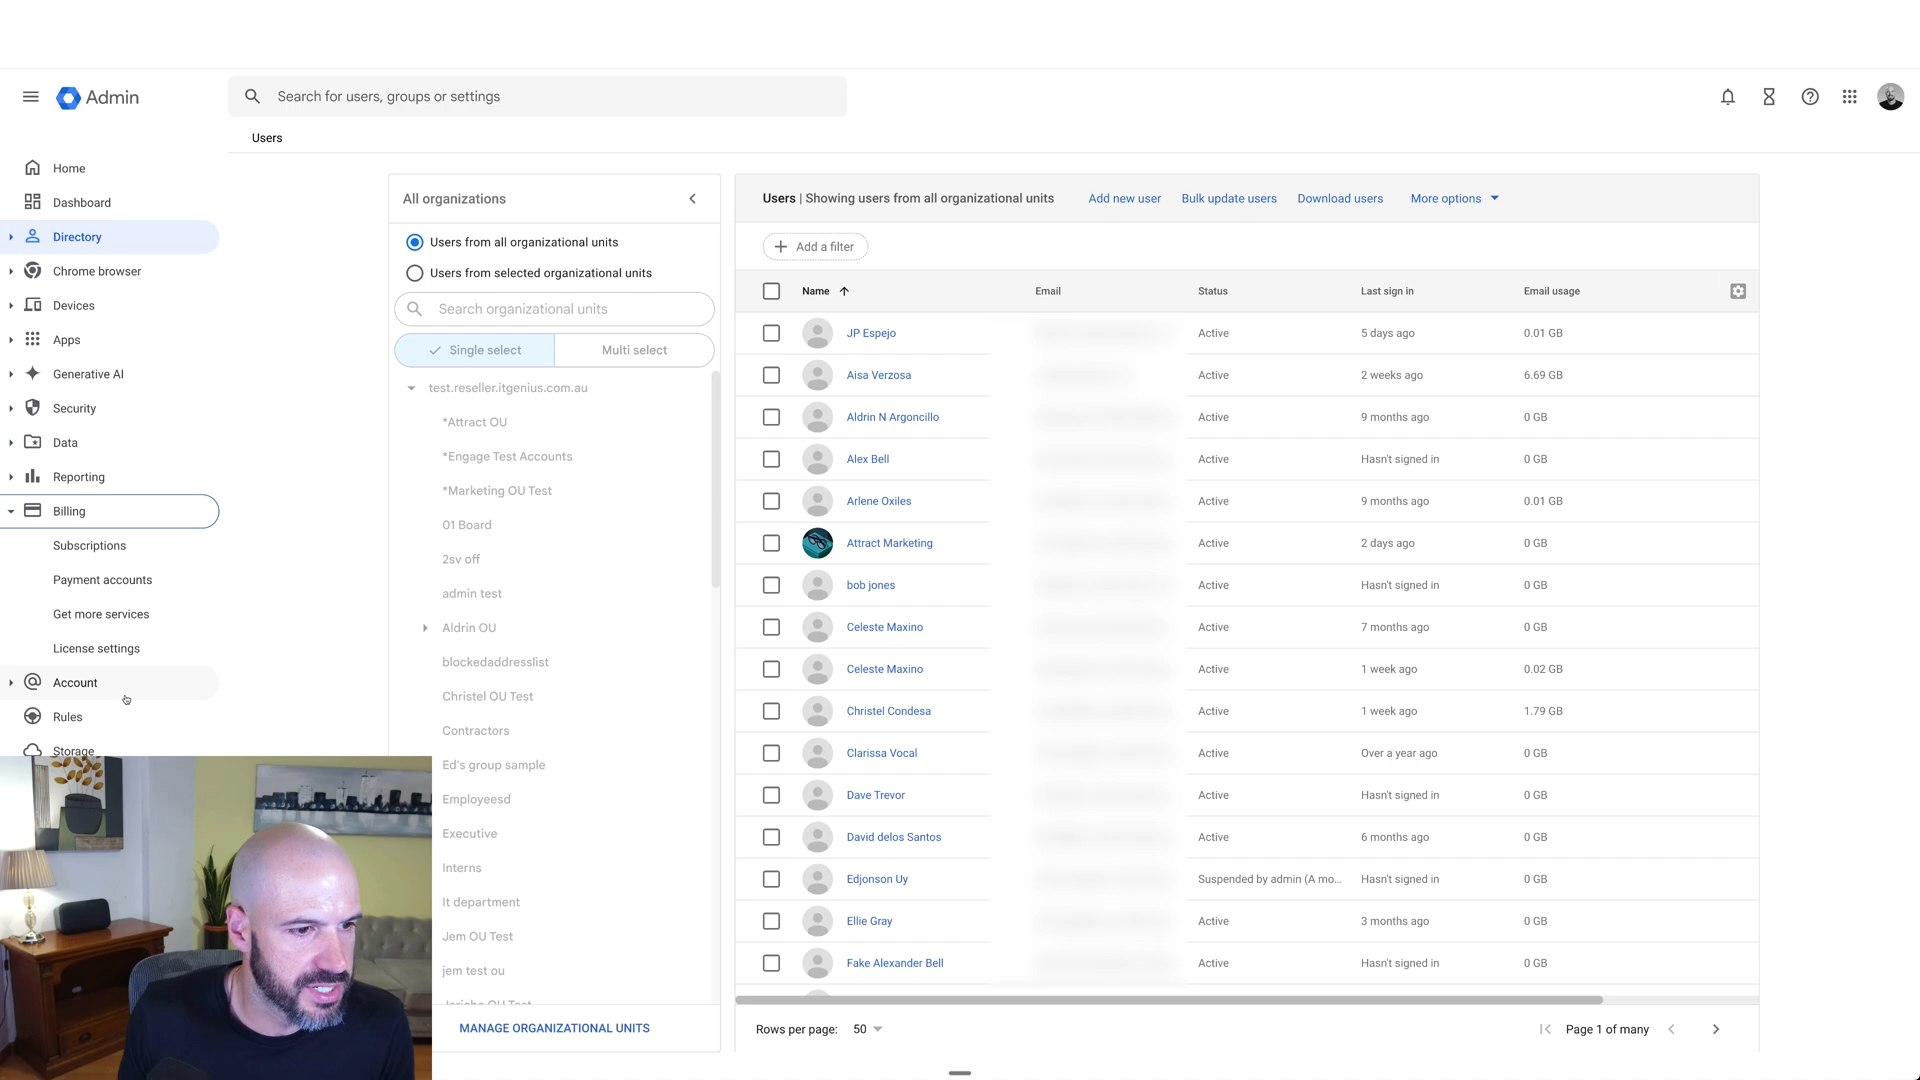 Admin
Search for users, groups or settings
Users
Home
Dashboard
Directory
Chrome browser
Devices
Apps
Generative AI
Security
Data
Reporting
Billing
Subscriptions
Payment accounts
Get more services
License settings
Account
Rules
Storage
All organizations
Users from all organizational units
Users from selected organizational units
Search organizational units
Single select
Multi select
test.reseller.itgenius.com.au
*Attract OU
*Engage Test Accounts
*Marketing OU Test
01 Board
2sv off
admin test
Aldrin OU
blockedaddresslist
Christel OU Test
Contractors
Ed's group sample
Employeesd
Executive
Interns
It department
Jem OU Test
jem test ou
Jericho OU Test
MANAGE ORGANIZATIONAL UNITS
Users | Showing users from all organizational units
Add new user
Bulk update users
Download users
More options
Add a filter
Name Email Status Last sign in Email usage
JP Espejo Active 5 days ago 0.01 GB
Aisa Verzosa Active 2 weeks ago 6.69 GB
Aldrin N Argoncillo Active 9 months ago 0 GB
Alex Bell Active Hasn't signed in 0 GB
Arlene Oxiles Active 9 months ago 0.01 GB
Attract Marketing Active 2 days ago 0 GB
bob jones Active Hasn't signed in 0 GB
Celeste Maxino Active 7 months ago 0 GB
Celeste Maxino Active 1 week ago 0.02 GB
Christel Condesa Active 1 week ago 1.79 GB
Clarissa Vocal Active Over a year ago 0 GB
Dave Trevor Active Hasn't signed in 0 GB
David delos Santos Active 6 months ago 0 GB
Edjonson Uy Suspended by admin (A mo... Hasn't signed in 0 GB
Ellie Gray Active 3 months ago 0 GB
Fake Alexander Bell Active Hasn't signed in 0 GB
Rows per page: 50
Page 1 of many